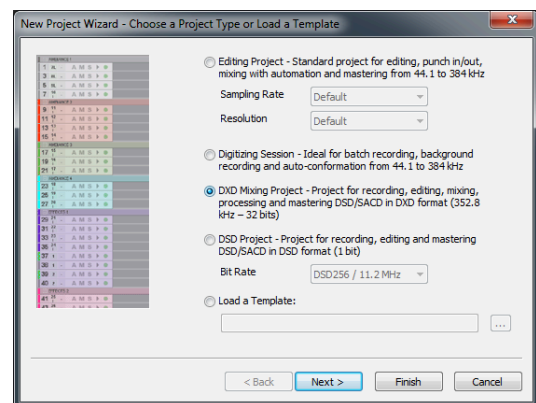 New Project Wizard - Choose a Project Type or Load a Template
Editing Project - Standard project for editing, punch in/out,
mixing with automation and mastering from 44.1 to 384 kHz
Sampling Rate
Default
Resolution
Default
Digitizing Session - Ideal for batch recording, background
recording and auto-conformation from 44.1 to 384 kHz
DXD Mixing Project - Project for recording, editing, mixing,
processing and mastering DSD/SACD in DXD format (352.8
kHz – 32 bits)
DSD Project - Project for recording, editing and mastering
DSD/SACD in DSD format (1 bit)
Bit Rate
DSD256 / 11.2 MHz
Load a Template:
...
< Back
Next >
Finish
Cancel